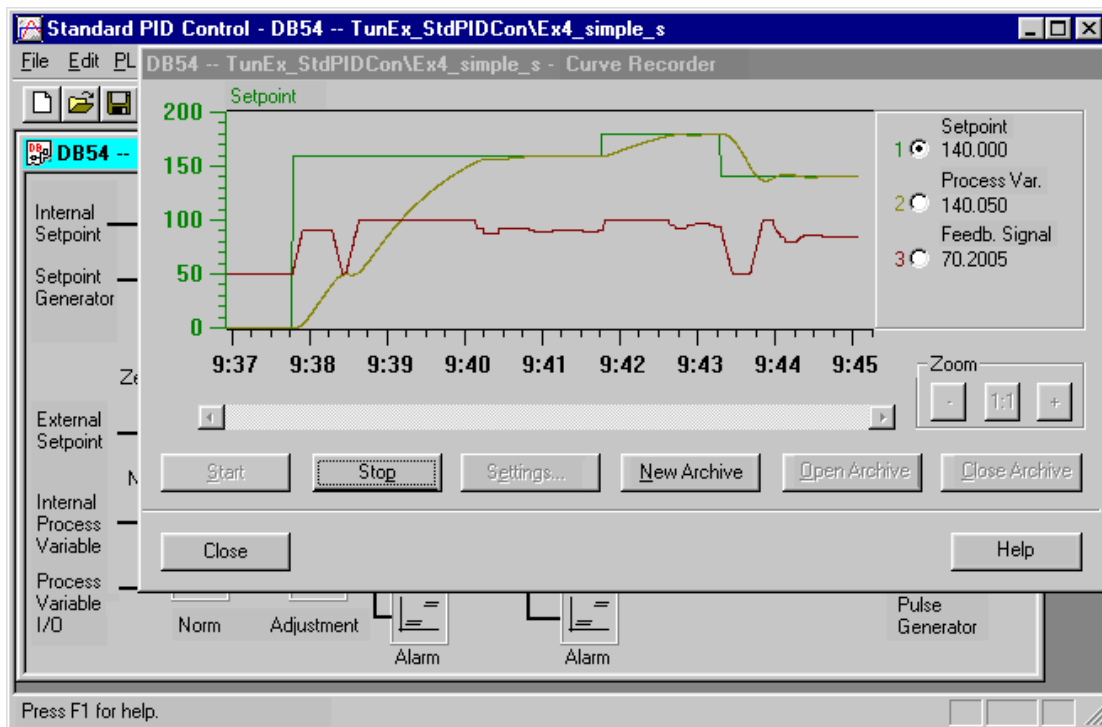 Standard PID Control - DB54 -- TunEx_StdPIDCon\Ex4_simple_s
File Edit PL
DB54 -- TunEx_StdPIDCon\Ex4_simple_s - Curve Recorder
DB54 --
Internal
Setpoint
Setpoint
Generator
External
Setpoint
Internal
Process
Variable
Process
Variable
I/O
Norm
Adjustment
Alarm
Alarm
Pulse
Generator
Setpoint
200
150
100
50
0
9:37 9:38 9:39 9:40 9:41 9:42 9:43 9:44 9:45
Setpoint
1 140.000
Process Var.
2 140.050
Feedb. Signal
3 70.2005
Zoom
- 1:1 +
Start Stop Settings... New Archive Open Archive Close Archive
Close Help
Press F1 for help.